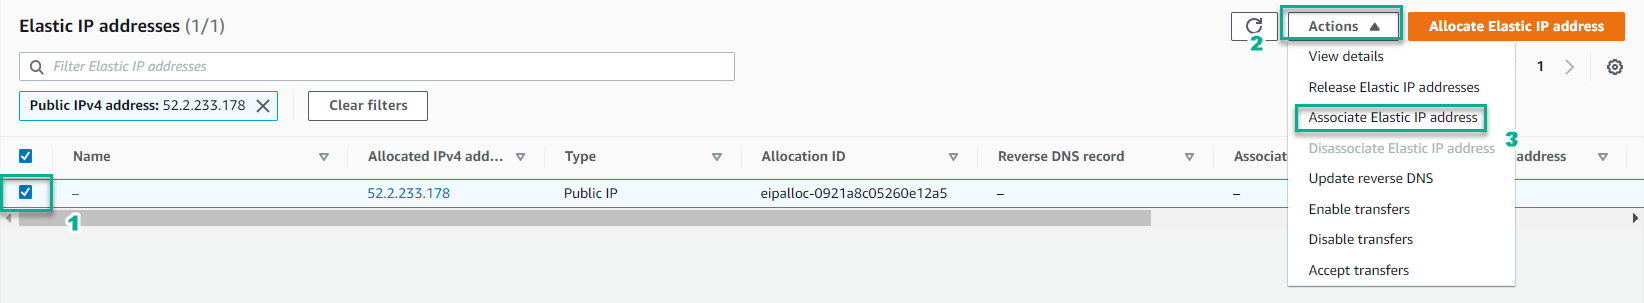 Elastic IP addresses (1/1)
2
Actions
Allocate Elastic IP address
Filter Elastic IP addresses
1
Public IPv4 address: 52.2.233.178
Clear filters
View details
Release Elastic IP addresses
Associate Elastic IP address
3
Disassociate Elastic IP address
Update reverse DNS
Enable transfers
Disable transfers
Accept transfers
Name
Allocated IPv4 add...
Type
Allocation ID
Reverse DNS record
Associate
address
–
52.2.233.178
Public IP
eipalloc-0921a8c05260e12a5
–
–
1